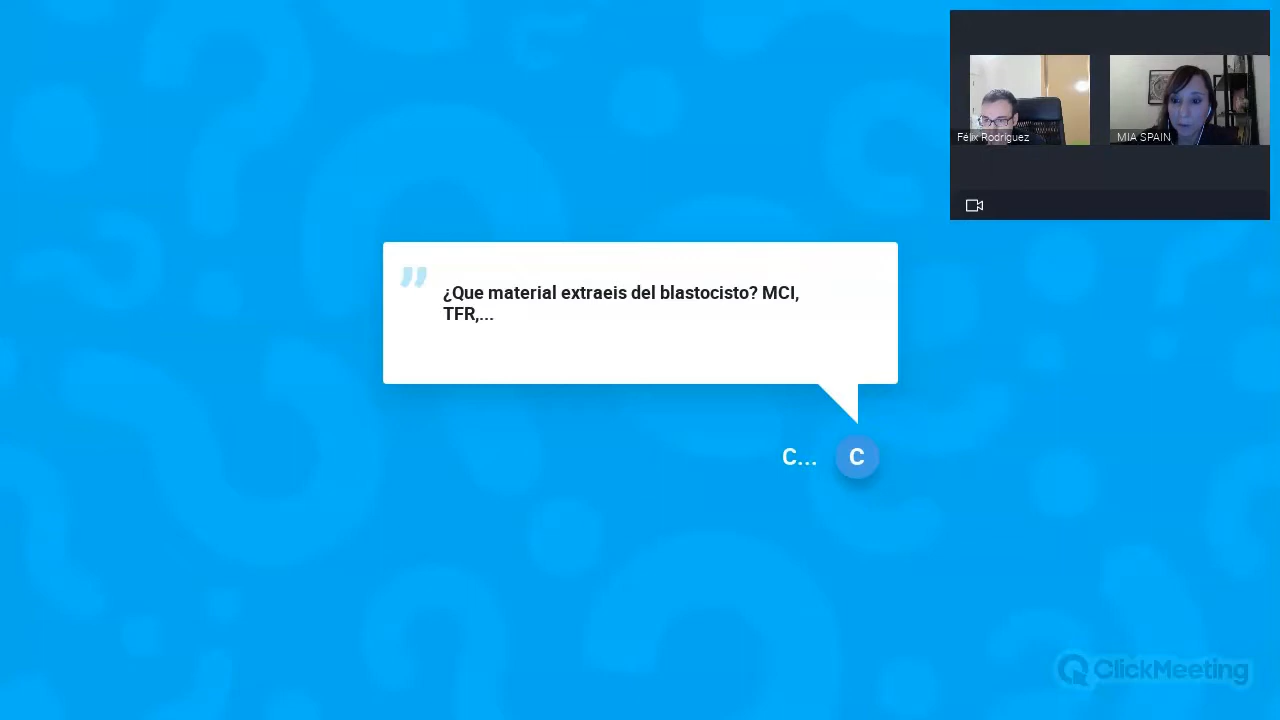 Félix Rodríguez
MIA SPAIN
¿Que material extraeis del blastocisto? MCI,
TFR,...
C...
C
ClickMeeting